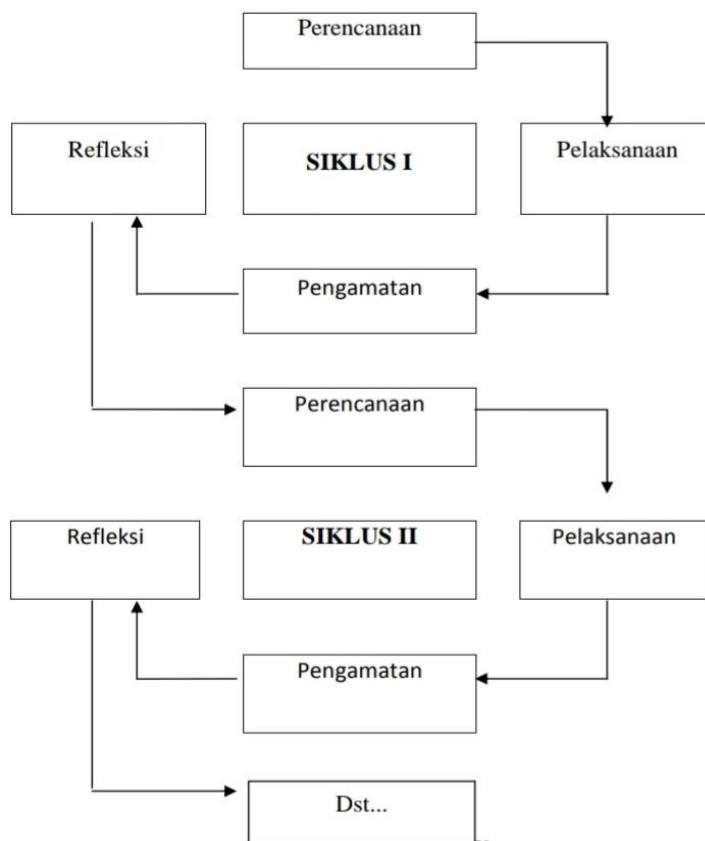 Perencanaan
Refleksi
SIKLUS I
Pelaksanaan
Pengamatan
Perencanaan
Refleksi
SIKLUS II
Pelaksanaan
Pengamatan
Dst...